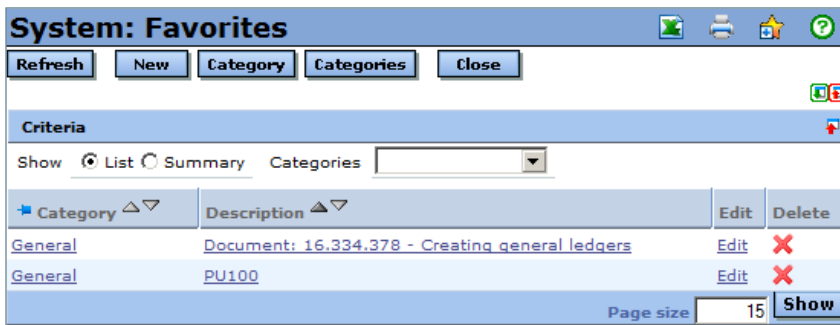 System: Favorites
Refresh New Category Categories Close
Criteria
Show List Summary Categories
Category Description Edit Delete
General Document: 16.334.378 - Creating general ledgers Edit
General PU100 Edit
Page size 15 Show